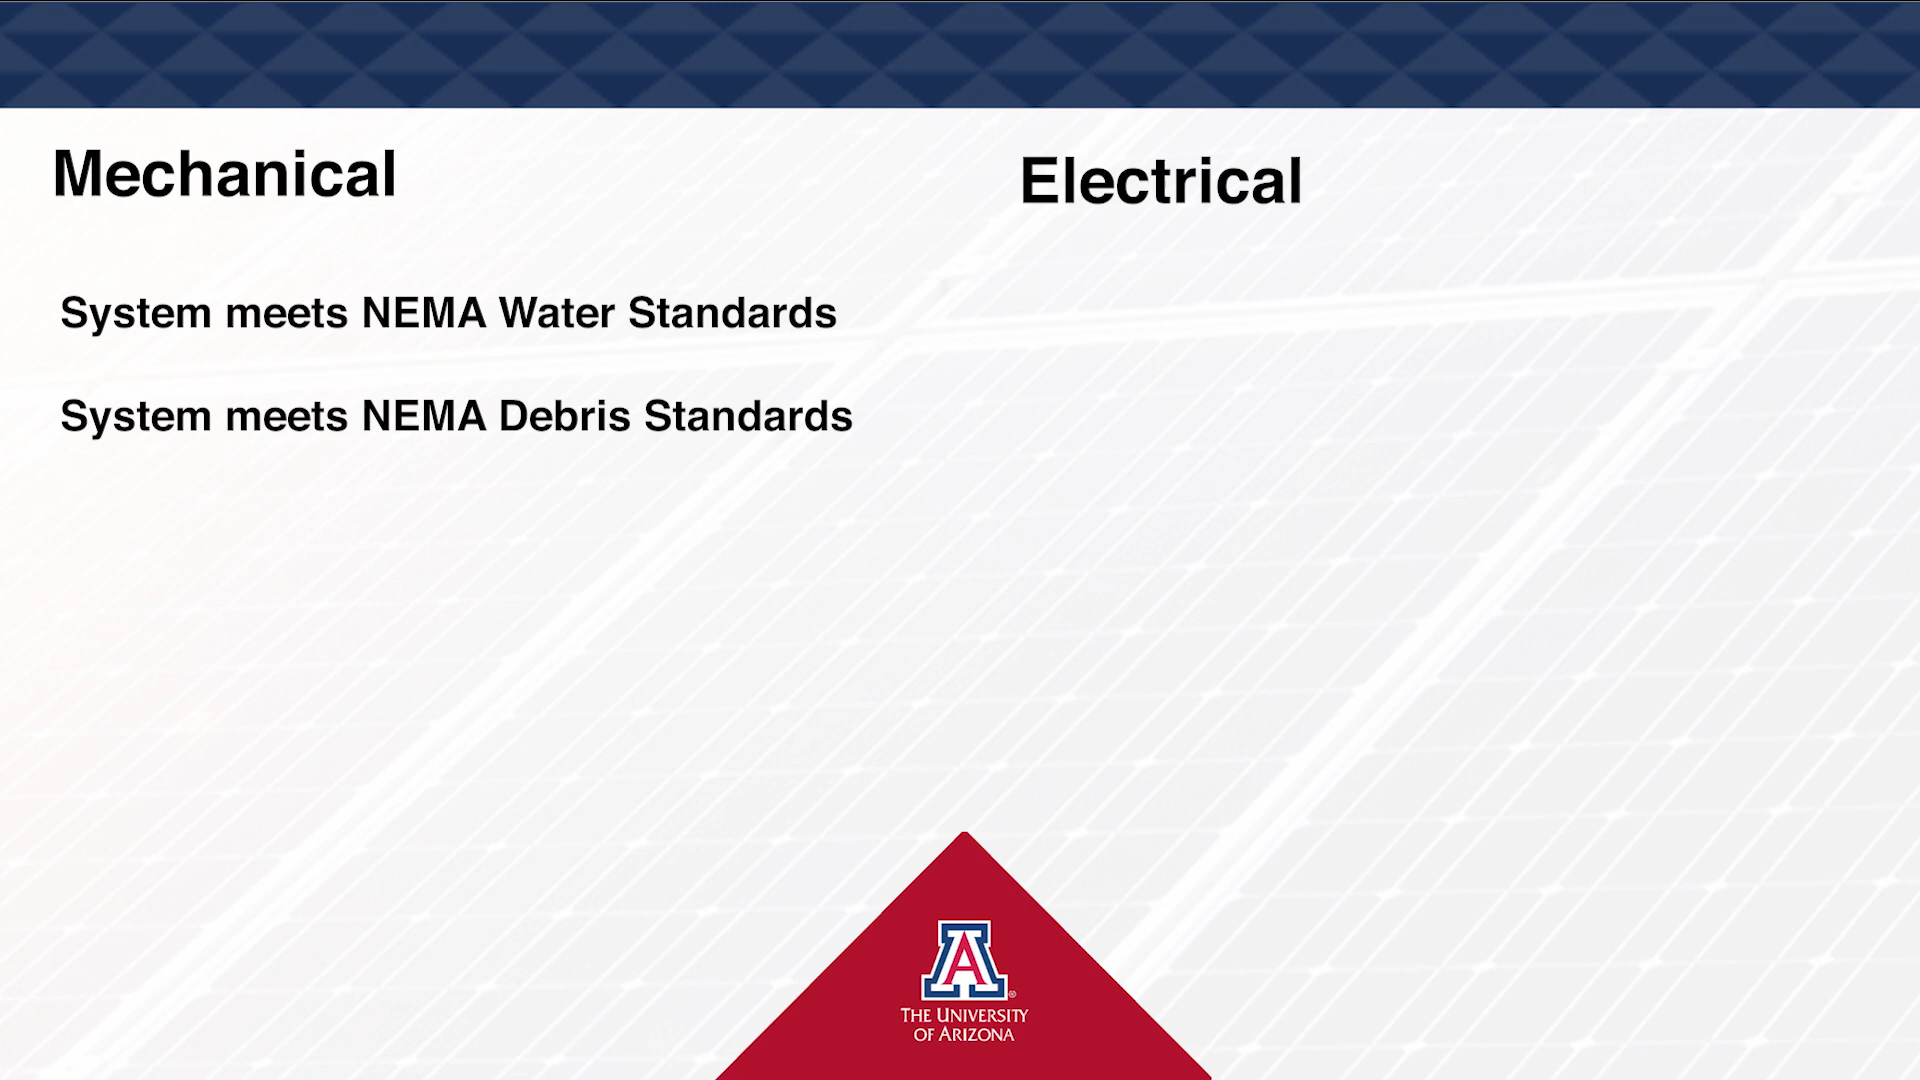 Mechanical
Electrical
System meets NEMA Water Standards
System meets NEMA Debris Standards
A
THE UNIVERSITY
OF ARIZONA